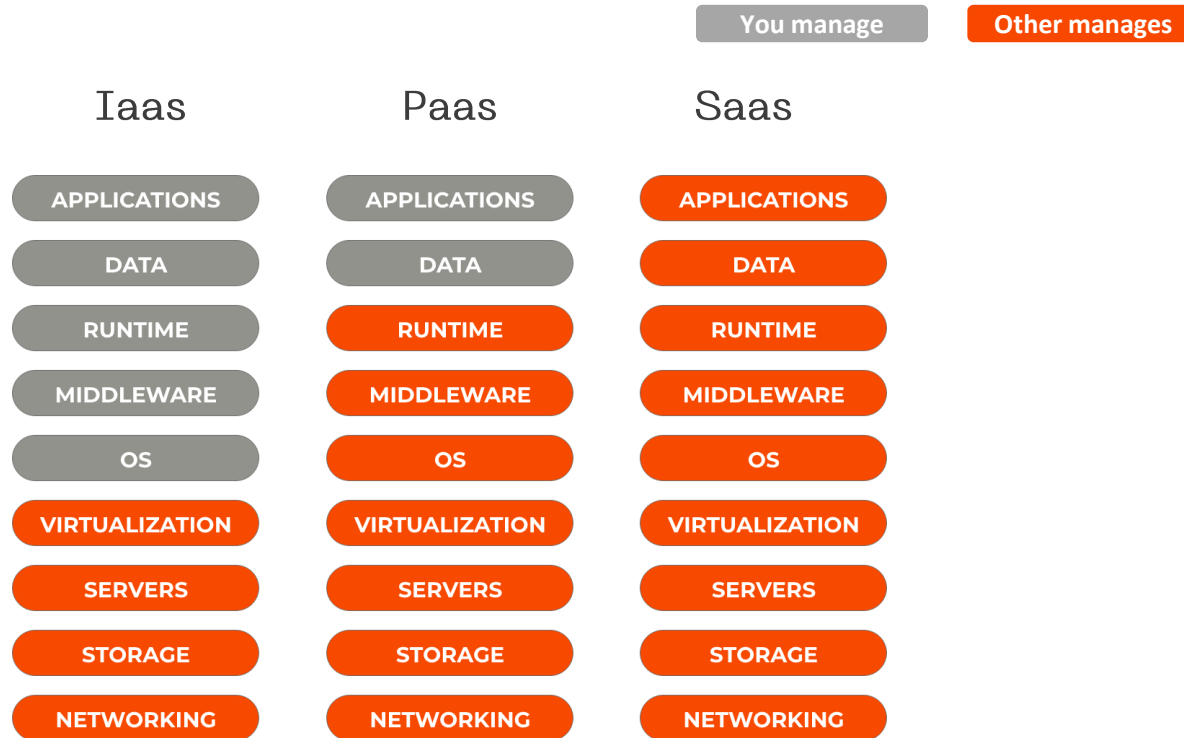 You manage
Other manages
Iaas
Paas
Saas
APPLICATIONS
APPLICATIONS
APPLICATIONS
DATA
DATA
DATA
RUNTIME
RUNTIME
RUNTIME
MIDDLEWARE
MIDDLEWARE
MIDDLEWARE
OS
OS
OS
VIRTUALIZATION
VIRTUALIZATION
VIRTUALIZATION
SERVERS
SERVERS
SERVERS
STORAGE
STORAGE
STORAGE
NETWORKING
NETWORKING
NETWORKING